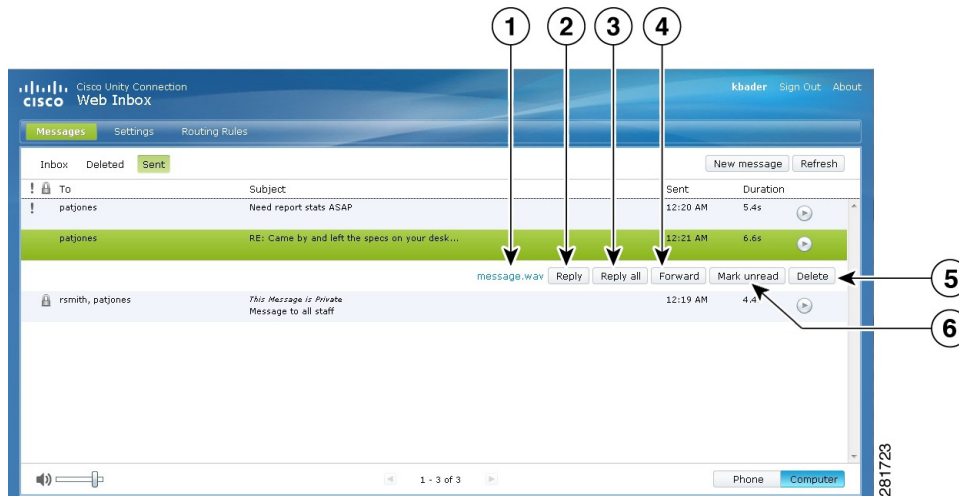 1 2 3 4
Cisco Unity Connection
cisco Web Inbox
kbader Sign Out About
Messages Settings Routing Rules
Inbox Deleted Sent New message Refresh
! To Subject Sent Duration
! patjones Need report stats ASAP 12:20 AM 5.4s
patjones RE: Came by and left the specs on your desk... 12:21 AM 6.6s
message.wav Reply Reply all Forward Mark unread Delete 5
rsmith, patjones This Message is Private 12:19 AM 4.4
Message to all staff
6
1 - 3 of 3 Phone Computer
281723